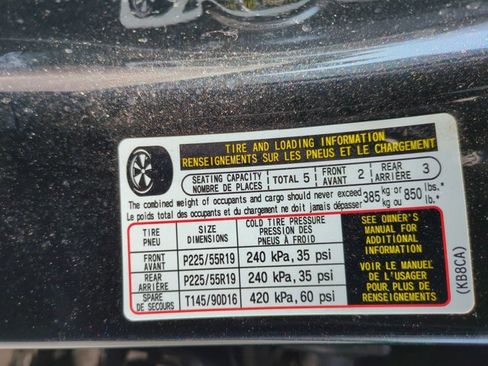 TIRE AND LOADING INFORMATION
RENSEIGNEMENTS SUR LES PNEUS ET LE CHARGEMENT
SEATING CAPACITY TOTAL 5 FRONT 2 REAR 3
NOMBRE DE PLACES AVANT ARRIÈRE
The combined weight of occupants and cargo should never exceed 385 kg or 850 lbs.*
Le poids total des occupants et du chargement ne doit jamais dépasser kg ou lb.*
TIRE SIZE COLD TIRE PRESSURE
PNEU DIMENSIONS PRESSION DES
PNEUS À FROID
FRONT
AVANT P225/55R19 240 kPa, 35 psi
REAR
ARRIÈRE P225/55R19 240 kPa, 35 psi
SPARE
DE SECOURS T145/90D16 420 kPa, 60 psi
SEE OWNER'S
MANUAL FOR
ADDITIONAL
INFORMATION
VOIR LE MANUEL
DE L'USAGER
POUR PLUS DE
RENSEIGNEMENTS
(KB8CA)